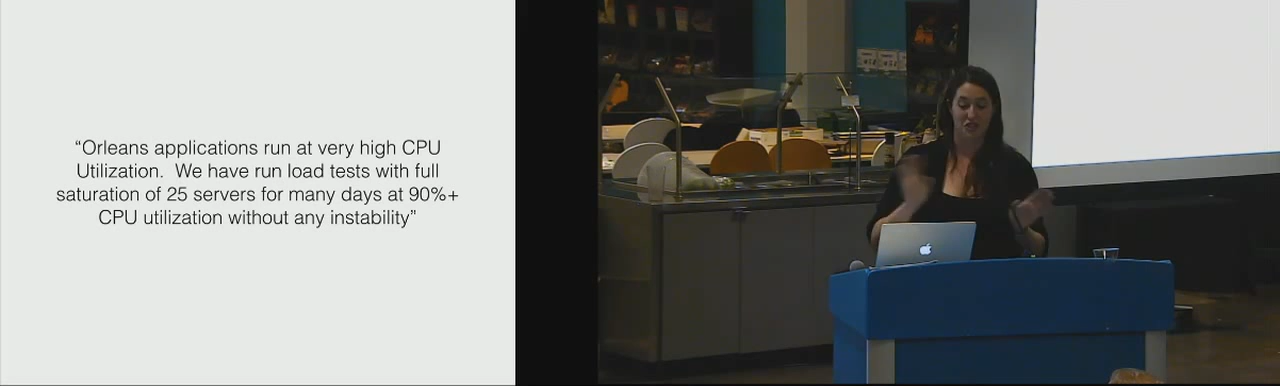 “Orleans applications run at very high CPU
Utilization.  We have run load tests with full
saturation of 25 servers for many days at 90%+
CPU utilization without any instability”